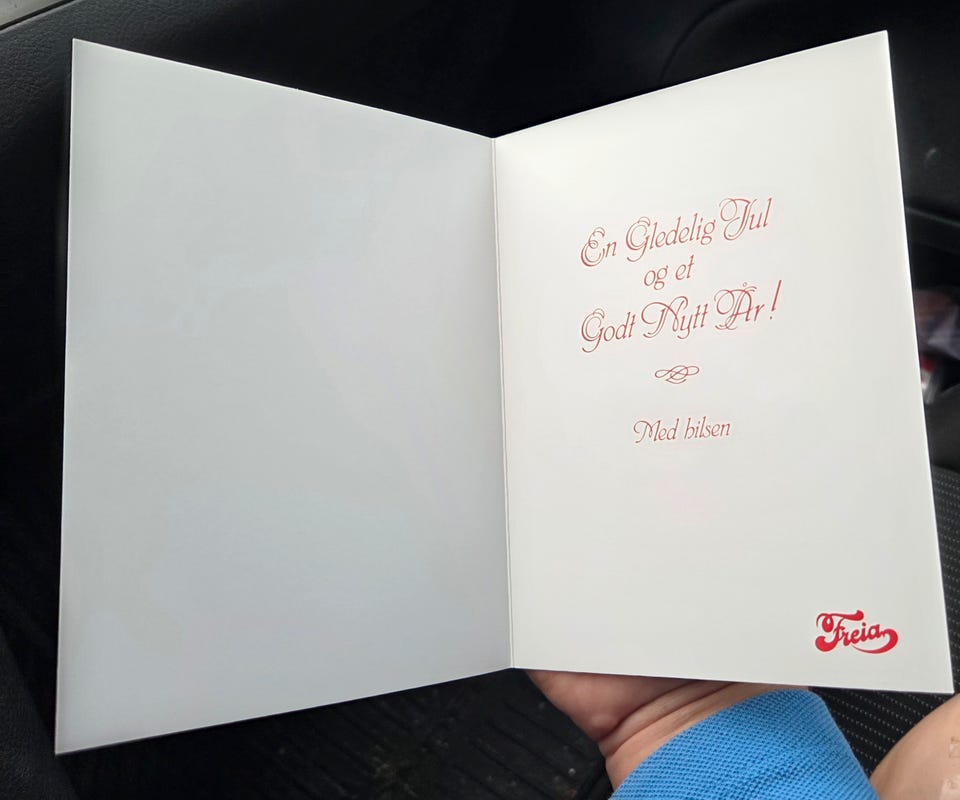 En Gledelig Jul
og et
Godt Nytt År!
Med hilsen
Freia